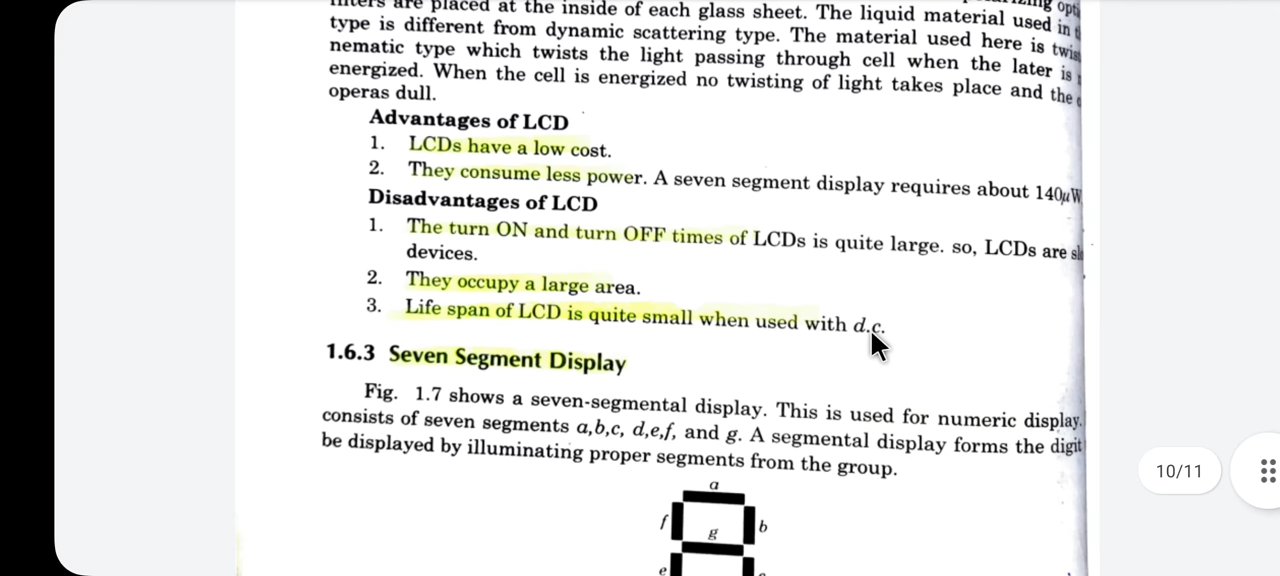 are placed at the inside of each glass sheet. The liquid material used in
type is different from dynamic scattering type. The material used here is
nematic type which twists the light passing through cell when the later is
energized. When the cell is energized no twisting of light takes place and the
operas dull.
Advantages of LCD
1. LCDs have a low cost.
2. They consume less power. A seven segment display requires about 140μW
Disadvantages of LCD
1. The turn ON and turn OFF times of LCDs is quite large. so, LCDs are
devices.
2. They occupy a large area.
3. Life span of LCD is quite small when used with d.c.
1.6.3 Seven Segment Display
Fig. 1.7 shows a seven-segmental display. This is used for numeric display.
consists of seven segments a,b,c, d,e,f, and g. A segmental display forms the digit
be displayed by illuminating proper segments from the group.
10/11
a
f
b
g
e